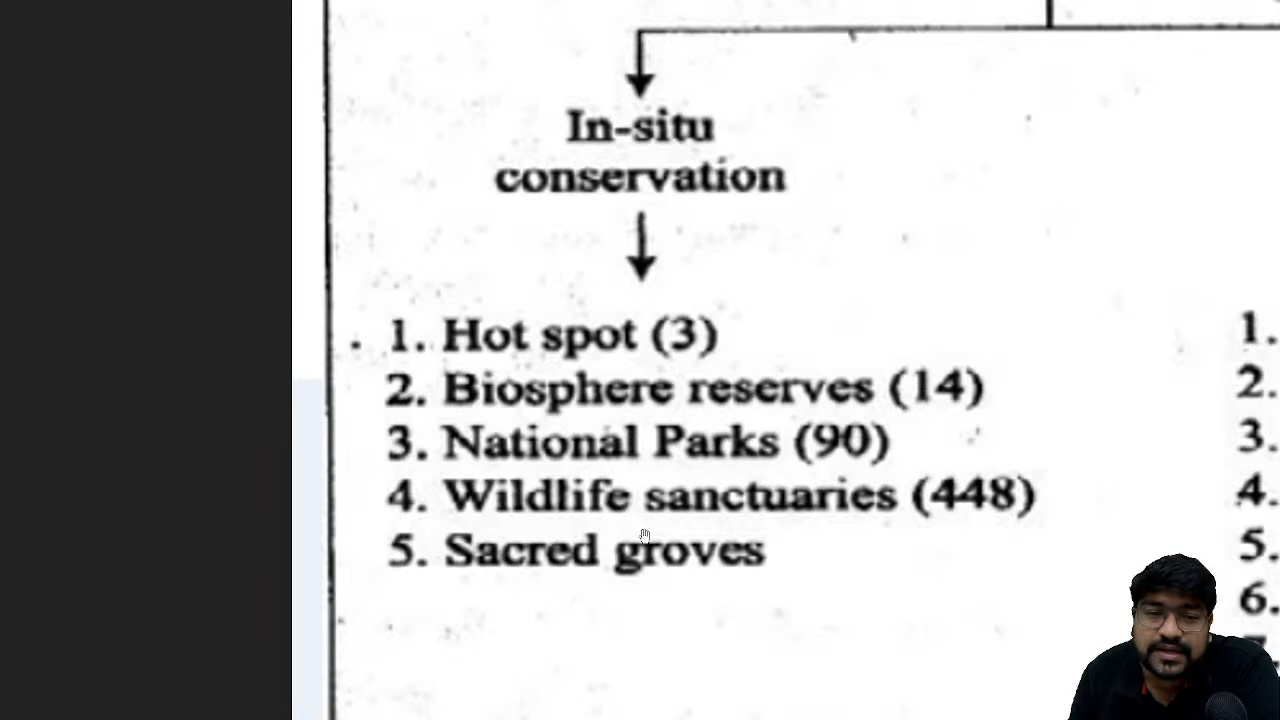 In-situ
conservation
1. Hot spot (3)
2. Biosphere reserves (14)
3. National Parks (90)
4. Wildlife sanctuaries (448)
5. Sacred groves
1.
2.
3.
4.
5.
6.